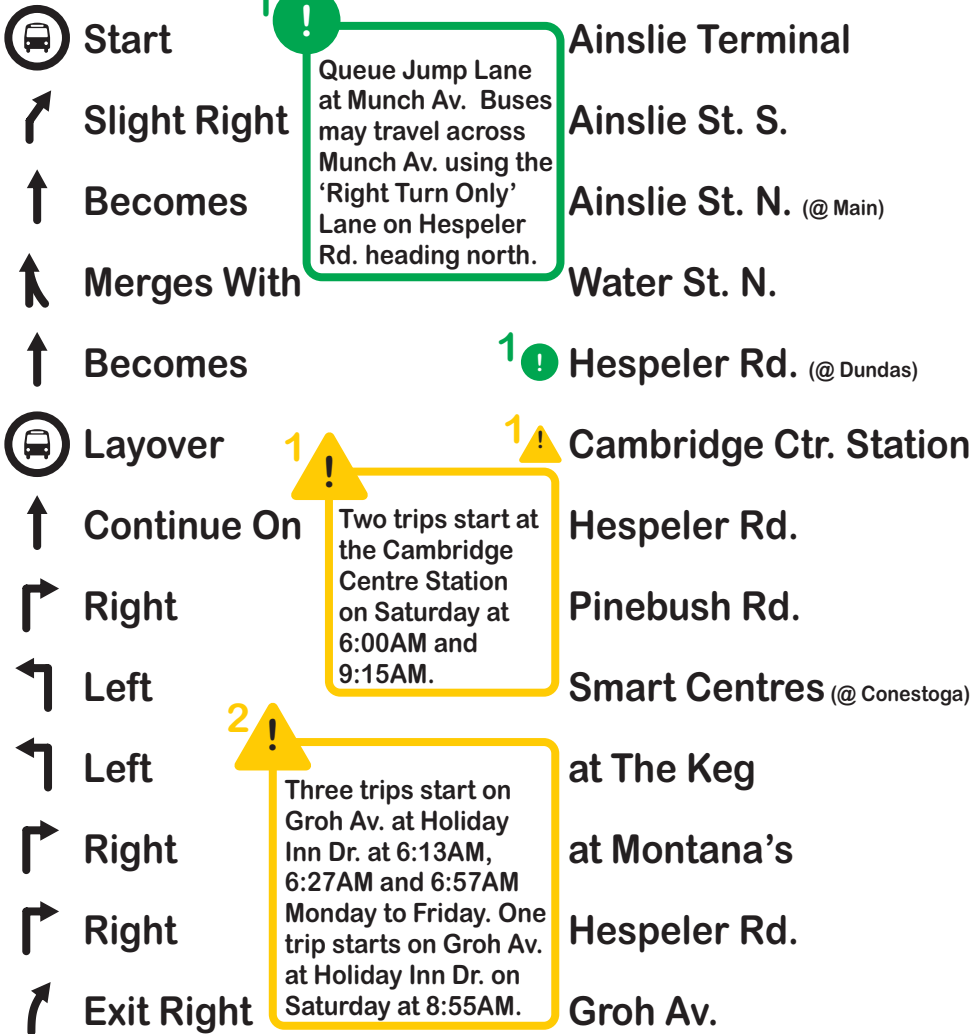 Start Ainslie Terminal
Slight Right Ainslie St. S.
Becomes Ainslie St. N. (@ Main)
Merges With Water St. N.
Becomes 1 ! Hespeler Rd. (@ Dundas)
Layover 1 ! Cambridge Ctr. Station
Continue On Hespeler Rd.
Right Pinebush Rd.
Left Smart Centres (@ Conestoga)
Left at The Keg
Right at Montana's
Right Hespeler Rd.
Exit Right Groh Av.
1 !
Queue Jump Lane
at Munch Av. Buses
may travel across
Munch Av. using the
‘Right Turn Only’
Lane on Hespeler
Rd. heading north.
1 !
Two trips start at
the Cambridge
Centre Station
on Saturday at
6:00AM and
9:15AM.
2 !
Three trips start on
Groh Av. at Holiday
Inn Dr. at 6:13AM,
6:27AM and 6:57AM
Monday to Friday. One
trip starts on Groh Av.
at Holiday Inn Dr. on
Saturday at 8:55AM.